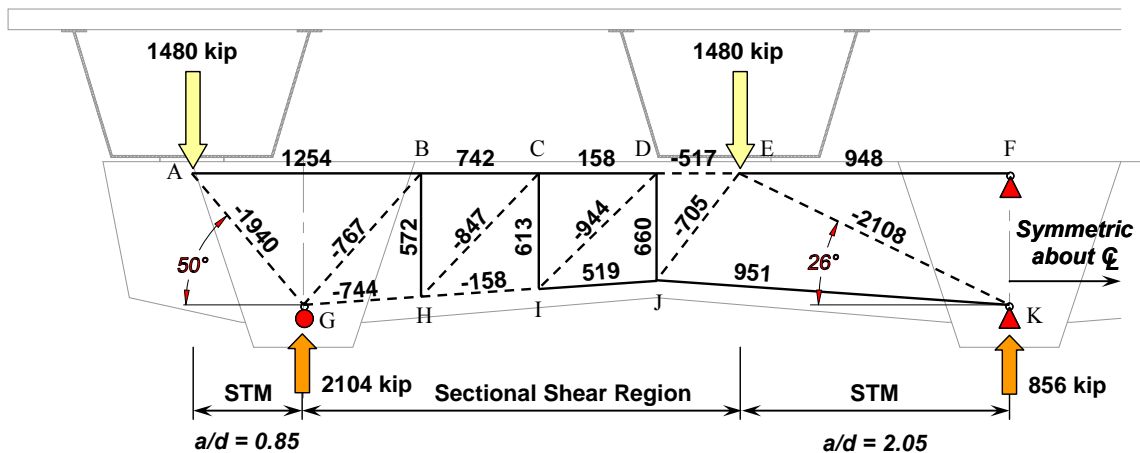 1480 kip 1480 kip
A 1254 B 742 C 158 D -517 E 948 F
-1940 -767 572 -847 613 -944 660 -705 -2108
50° 26°
Symmetric
about ℄
-744 -158 519 951
G H I J K
2104 kip 856 kip
STM Sectional Shear Region STM
a/d = 0.85 a/d = 2.05